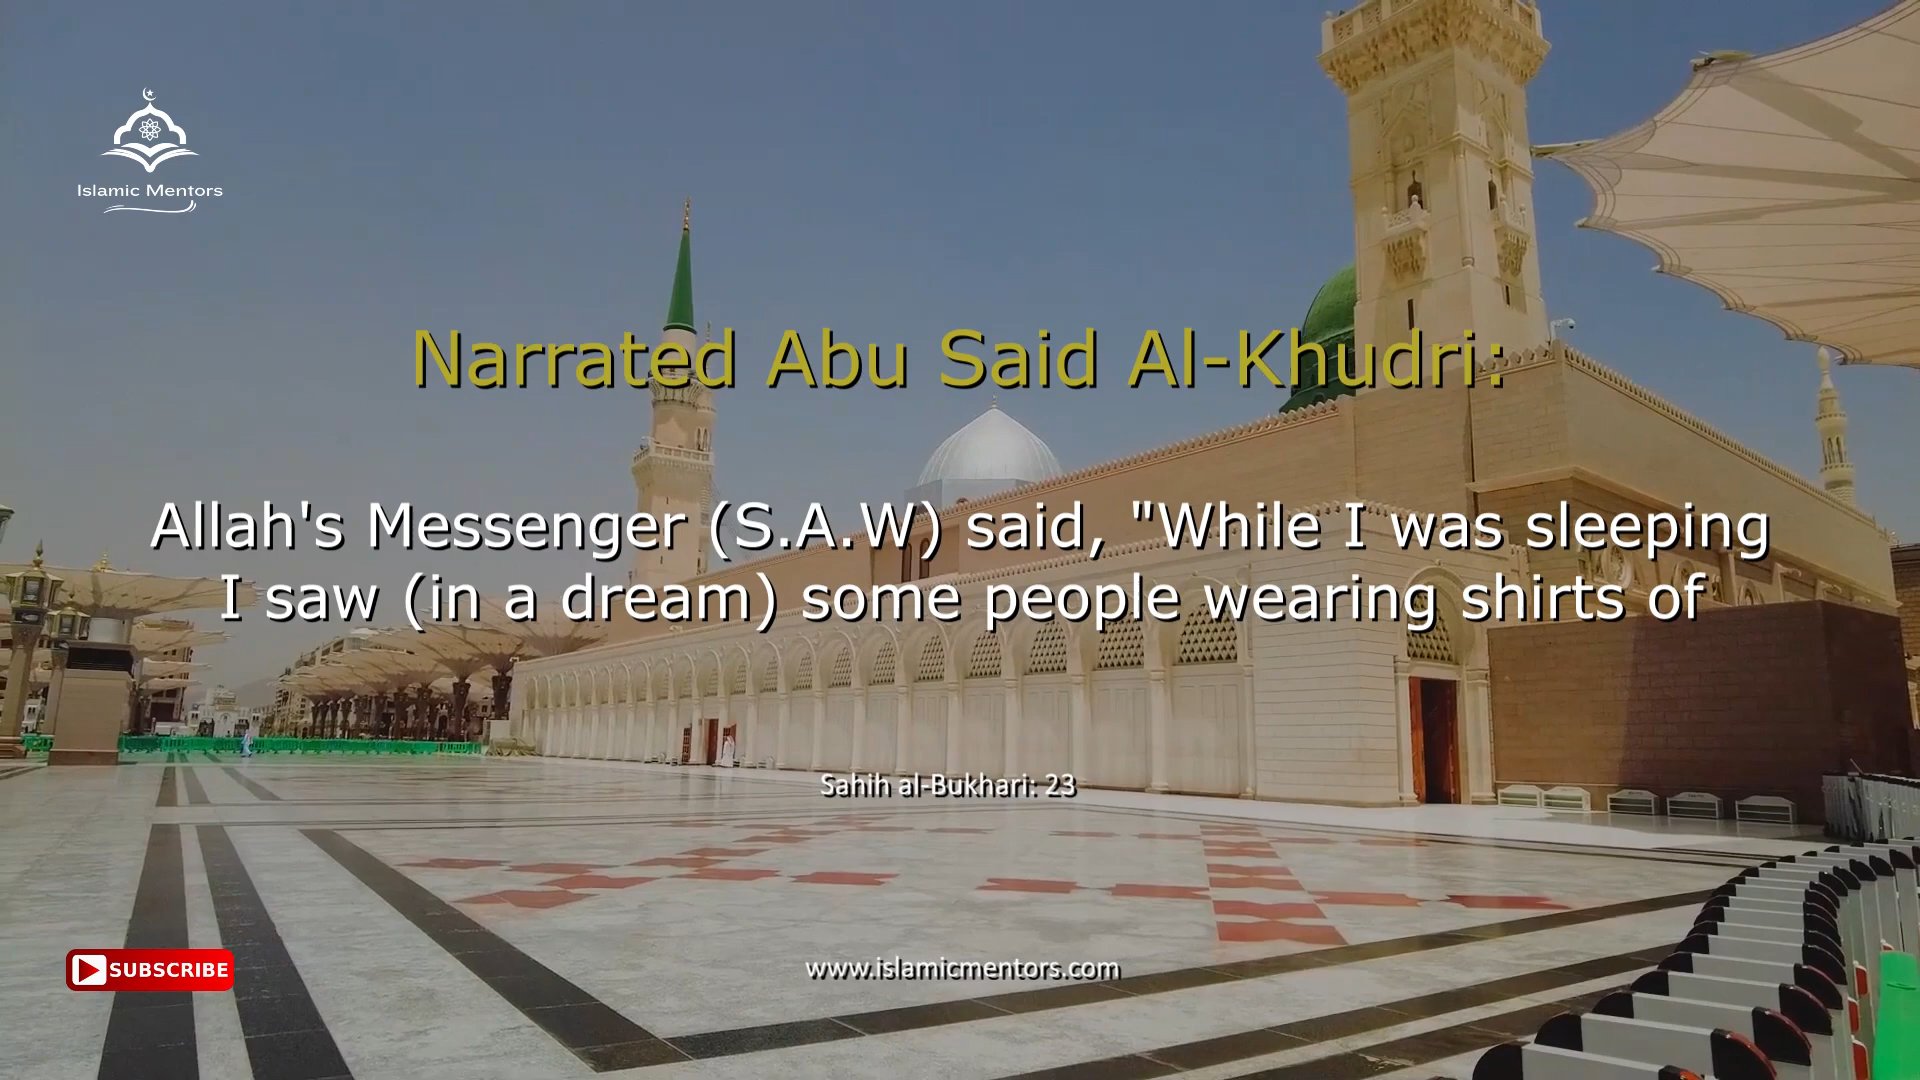 Islamic Mentors
Narrated Abu Said Al-Khudri:
Allah's Messenger (S.A.W) said, "While I was sleeping
I saw (in a dream) some people wearing shirts of
Sahih al-Bukhari: 23
SUBSCRIBE
www.islamicmentors.com